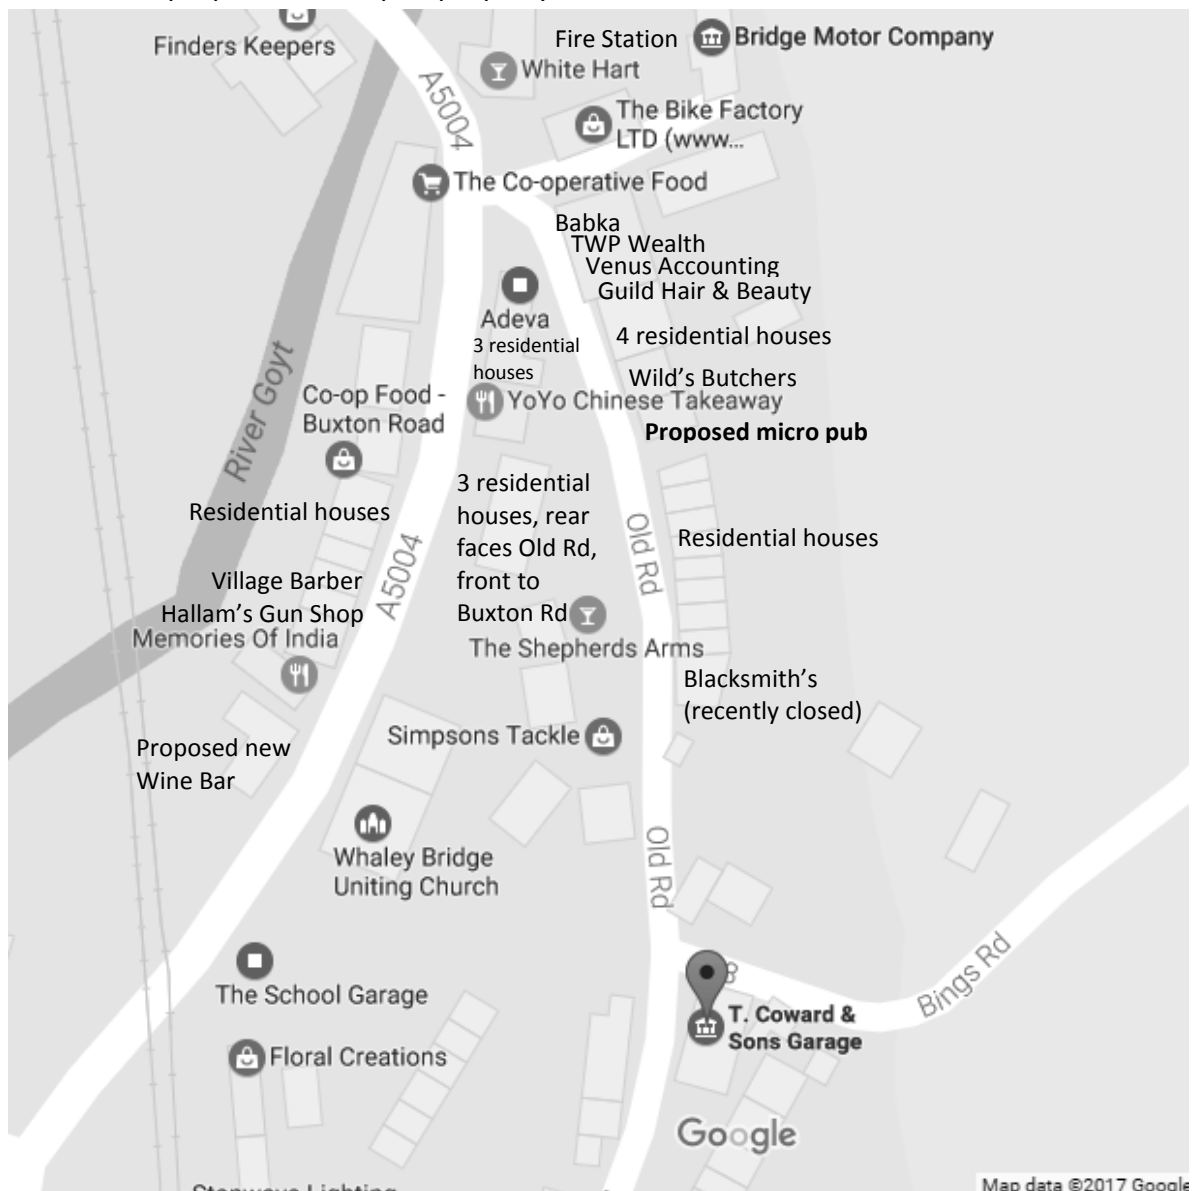 Finders Keepers
Fire Station
Bridge Motor Company
White Hart
A5004
The Bike Factory
LTD (www...
The Co-operative Food
Babka
TWP Wealth
Venus Accounting
Guild Hair & Beauty
Adeva
3 residential
houses
4 residential houses
Wild's Butchers
River Goyt
Co-op Food -
Buxton Road
YoYo Chinese Takeaway
Proposed micro pub
3 residential
houses, rear
faces Old Rd,
front to
Buxton Rd
Residential houses
Old Rd
Residential houses
A5004
Village Barber
Hallam's Gun Shop
Memories Of India
The Shepherds Arms
Blacksmith's
(recently closed)
Simpsons Tackle
Proposed new
Wine Bar
Whaley Bridge
Uniting Church
Old Rd
Bings Rd
The School Garage
T. Coward &
Sons Garage
Floral Creations
Google
Map data ©2017 Google